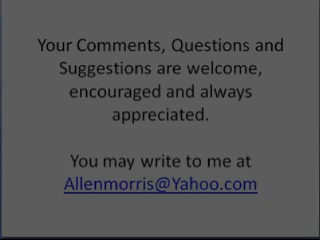 Your Comments, Questions and
Suggestions are welcome,
encouraged and always
appreciated.
You may write to me at
Allenmorris@Yahoo.com